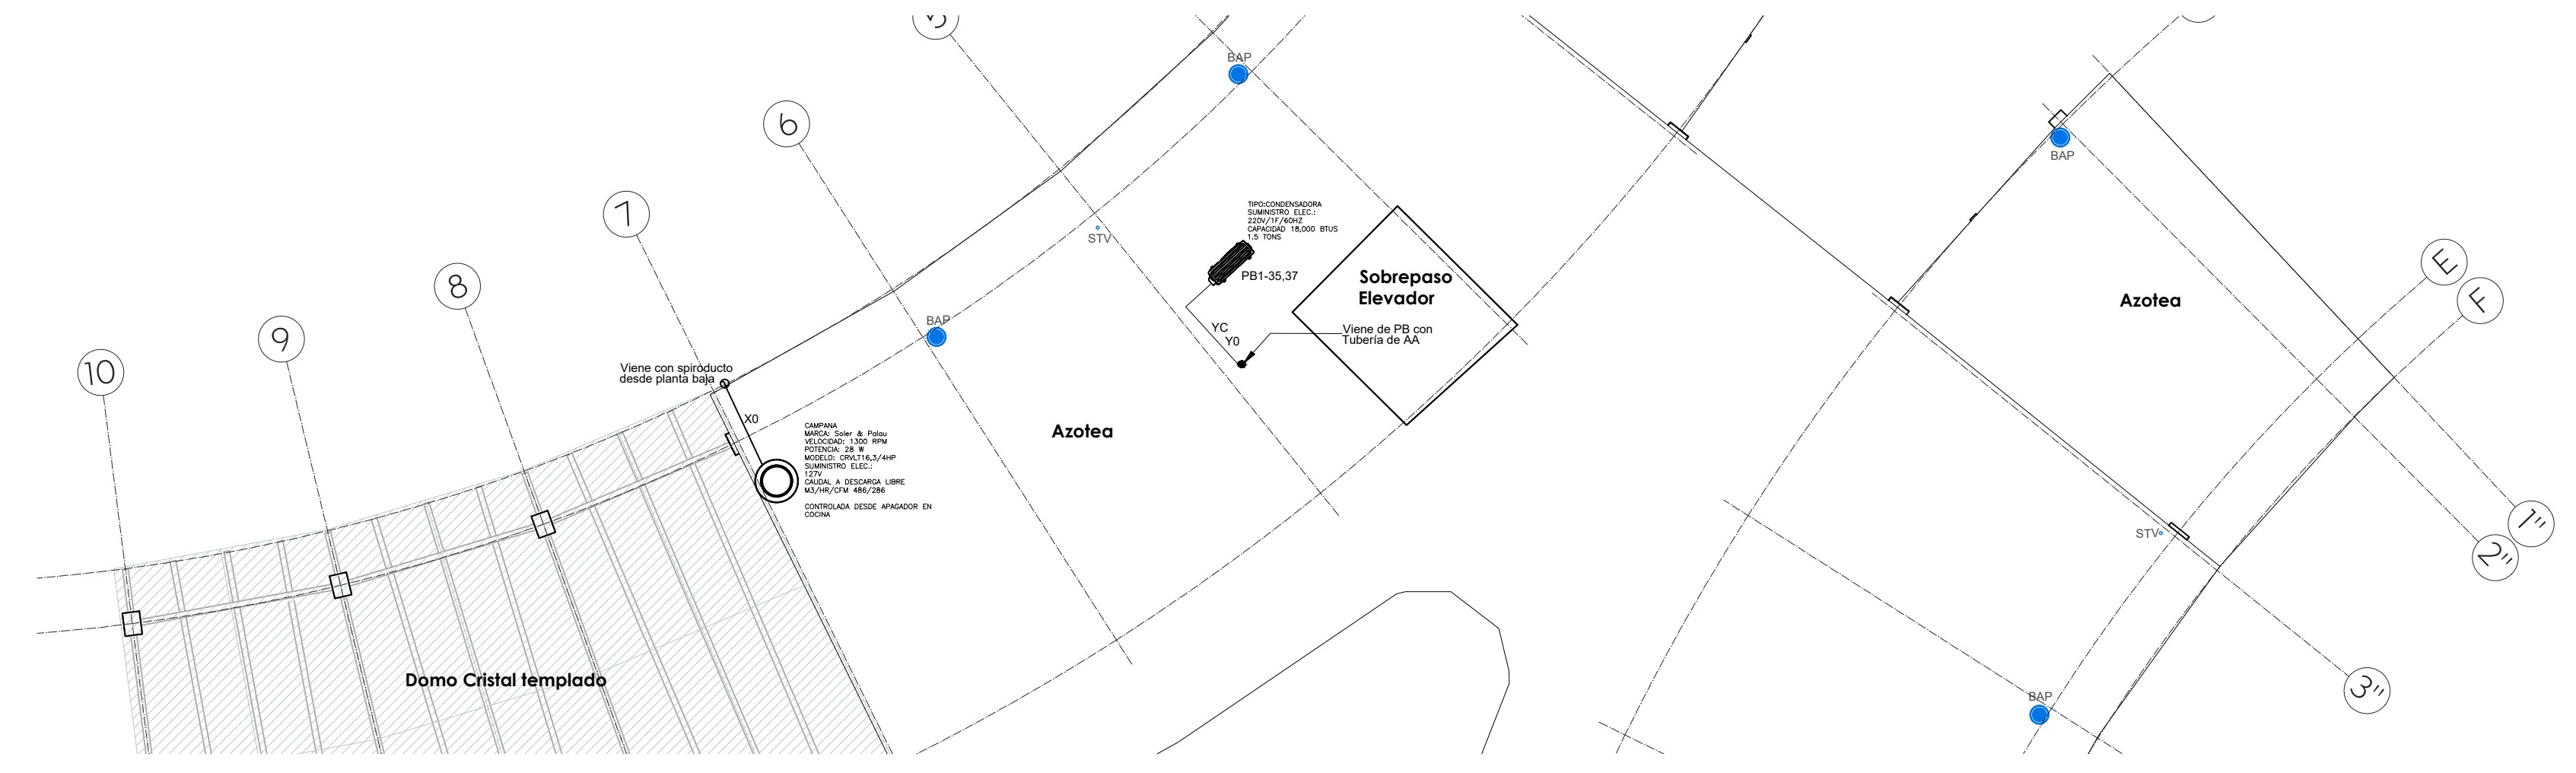 5
BAP
BAP
6
TIPO:CONDENSADORA
SUMINISTRO ELEC.:
220V/1F/60HZ
CAPACIDAD 18,000 BTUS
1.5 TONS
7
STV
E
8
PB1-35,37
Sobrepaso
Elevador
F
Azotea
BAP
YC
Y0
Viene de PB con
Tubería de AA
9
10
Viene con spiroducto
desde planta baja
X0
Azotea
CAMPANA
MARCA: Soler & Palau
VELOCIDAD: 1300 RPM
POTENCIA: 28 W
MODELO: CRVLT16,3/4HP
SUMINISTRO ELEC.:
127V
CAUDAL A DESCARGA LIBRE
M3/HR/CFM 486/286
CONTROLADA DESDE APAGADOR EN
COCINA
1"
STV
2"
Domo Cristal templado
3"
BAP